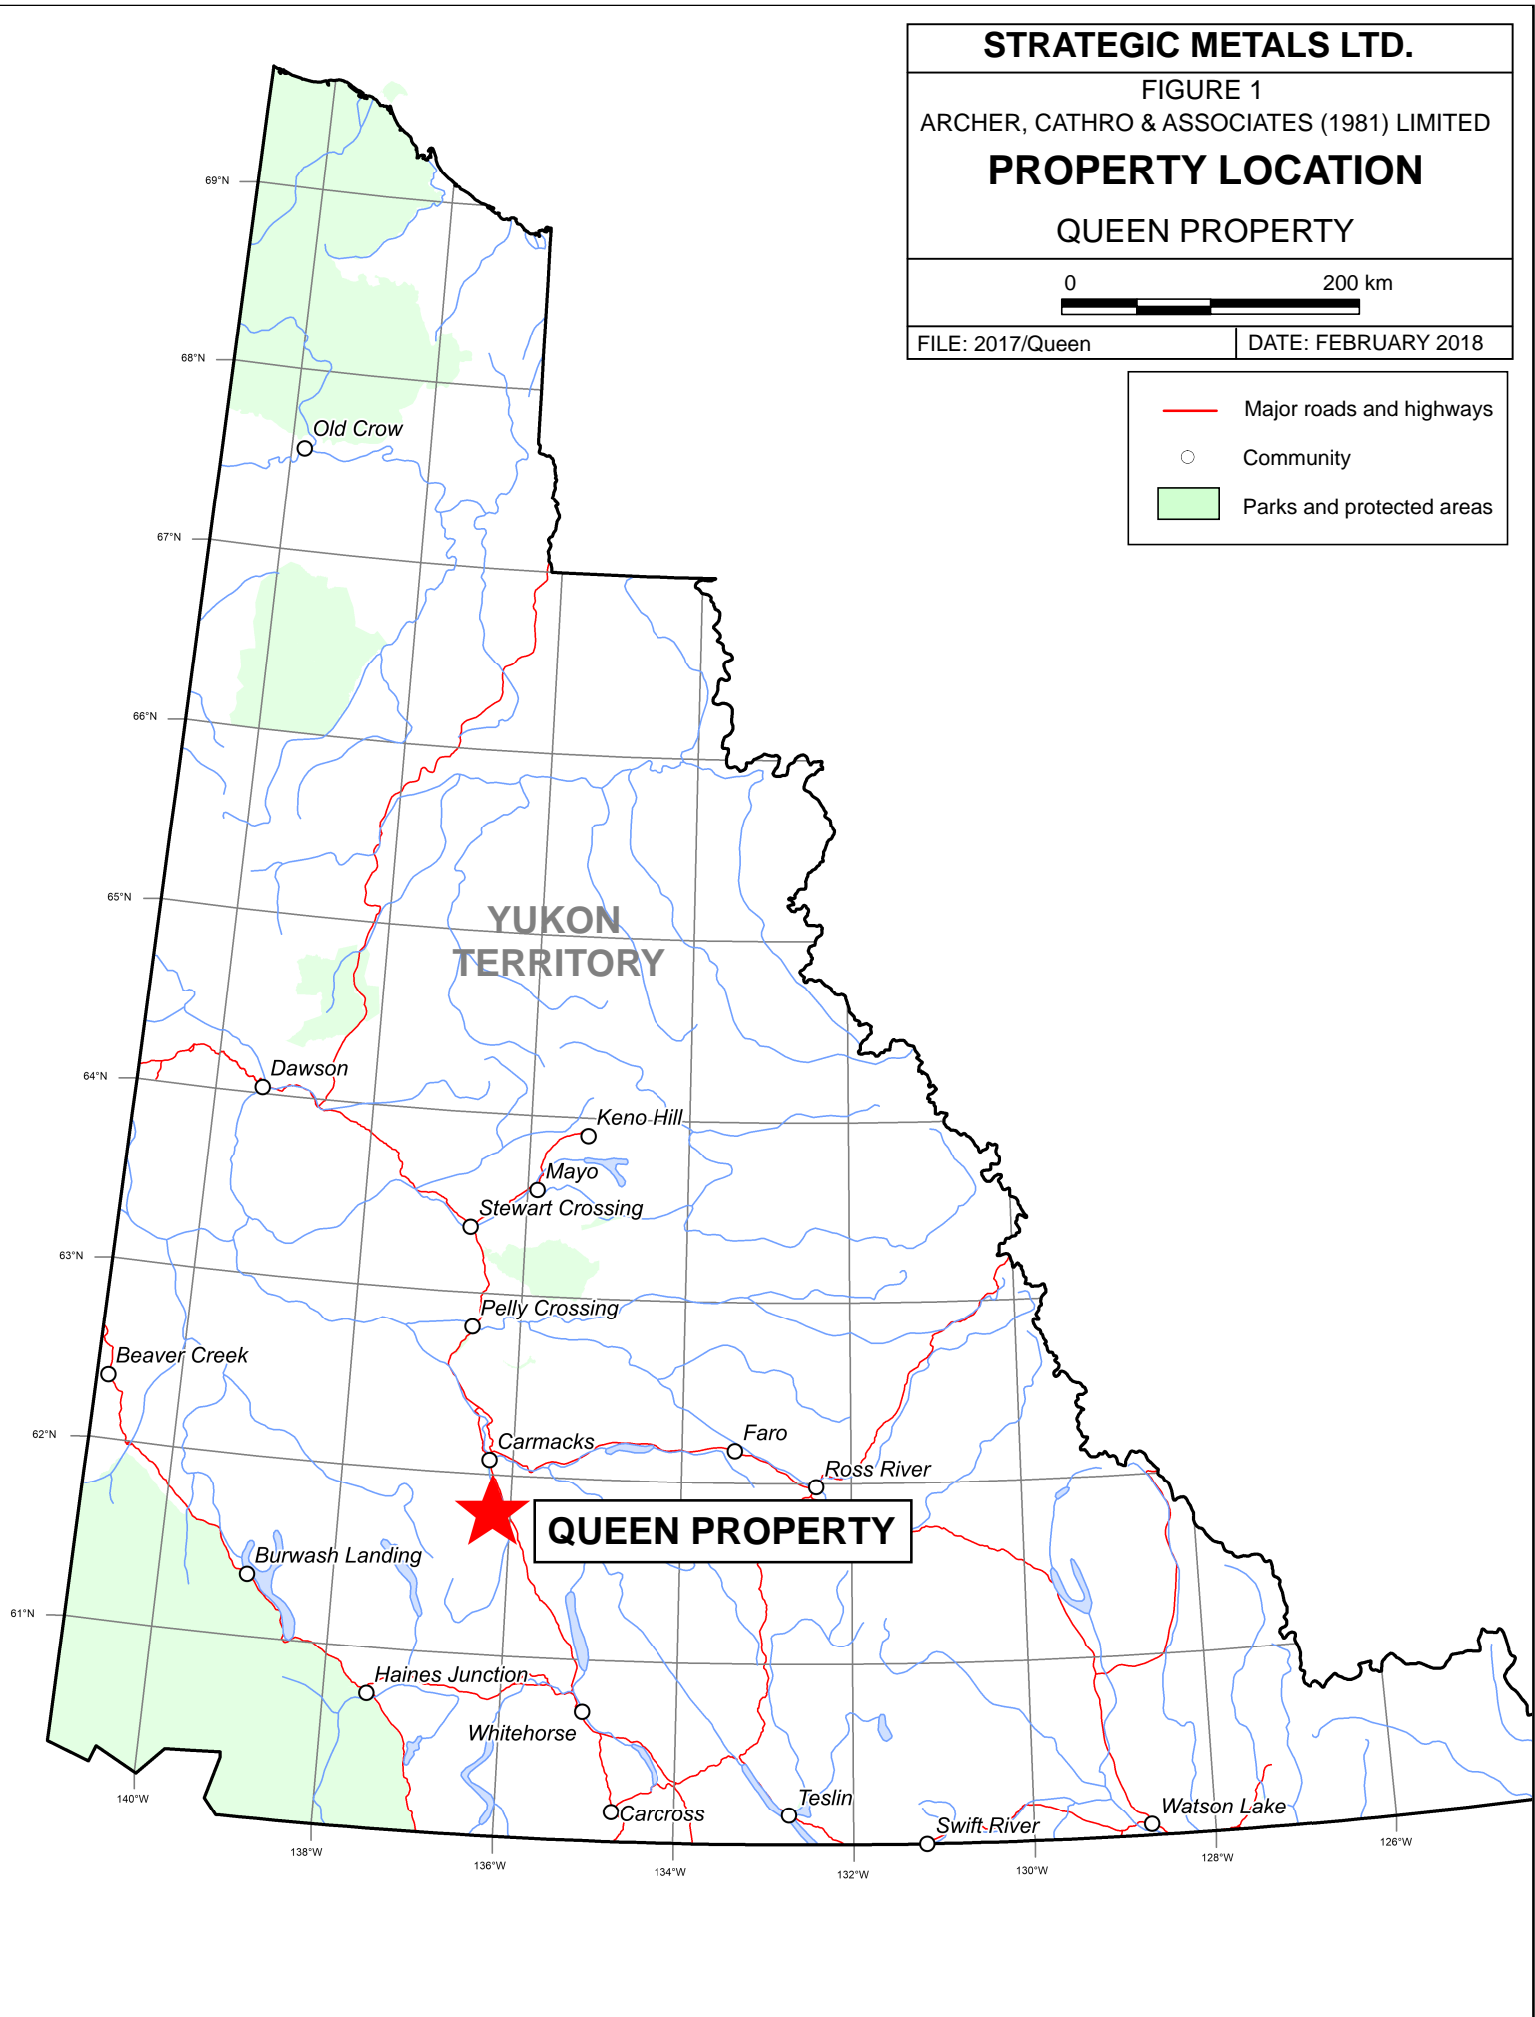 STRATEGIC METALS LTD.
FIGURE 1
ARCHER, CATHRO & ASSOCIATES (1981) LIMITED
PROPERTY LOCATION
QUEEN PROPERTY
0 200 km
FILE: 2017/Queen DATE: FEBRUARY 2018
Major roads and highways
Community
Parks and protected areas
69°N
68°N
Old Crow
67°N
66°N
65°N
YUKON
TERRITORY
Dawson
64°N
Keno Hill
Mayo
Stewart Crossing
63°N
Pelly Crossing
Beaver Creek
62°N
Carmacks
Faro
Ross River
QUEEN PROPERTY
Burwash Landing
61°N
Haines Junction
Whitehorse
140°W
Carcross
Teslin
Swift River
Watson Lake
138°W
136°W
134°W
132°W
130°W
128°W
126°W